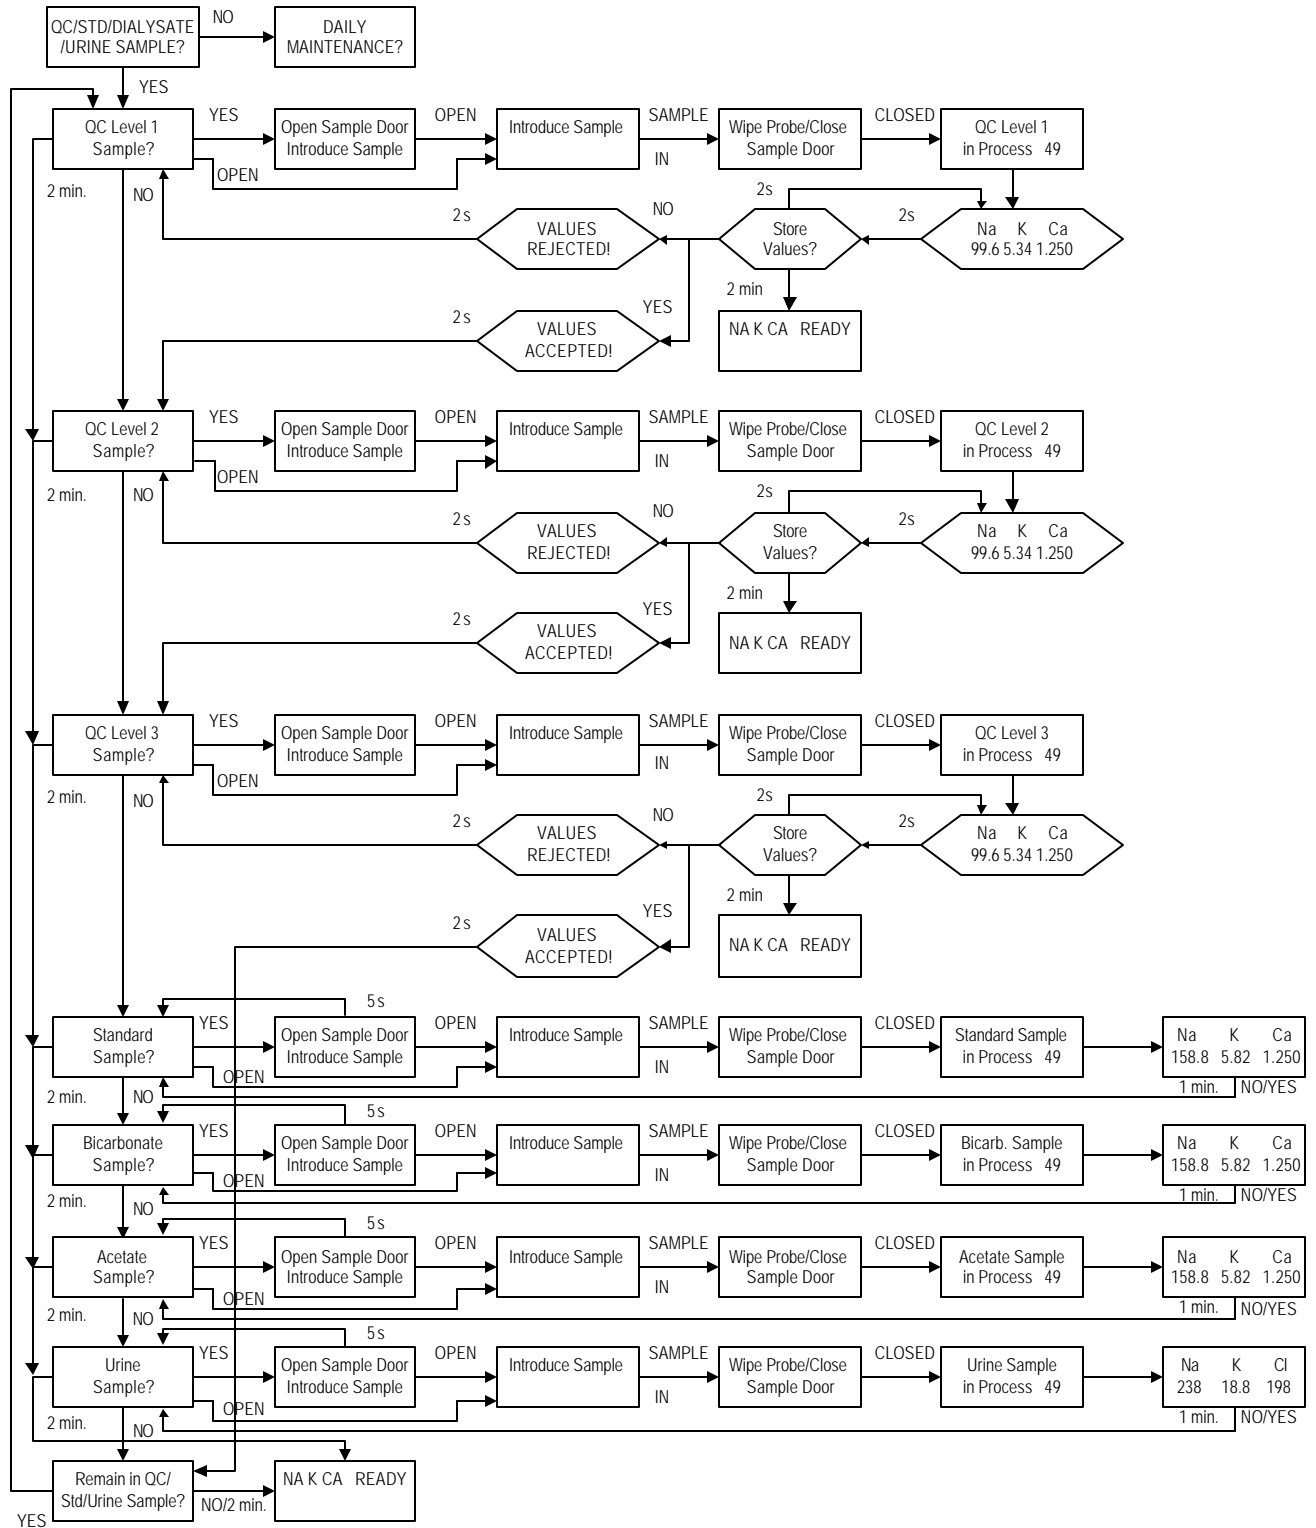 QC/STD/DIALYSATE
/URINE SAMPLE?
NO
DAILY
MAINTENANCE?
YES
QC Level 1
Sample?
YES
Open Sample Door
Introduce Sample
OPEN
Introduce Sample
SAMPLE
IN
Wipe Probe/Close
Sample Door
CLOSED
QC Level 1
in Process 49
OPEN
2 min.
NO
2s
VALUES
REJECTED!
NO
Store
Values?
2s
2s
Na K Ca
99.6 5.34 1.250
2 min
YES
2s
VALUES
ACCEPTED!
NA K CA READY
QC Level 2
Sample?
YES
Open Sample Door
Introduce Sample
OPEN
Introduce Sample
SAMPLE
IN
Wipe Probe/Close
Sample Door
CLOSED
QC Level 2
in Process 49
OPEN
2 min.
NO
2s
VALUES
REJECTED!
NO
Store
Values?
2s
2s
Na K Ca
99.6 5.34 1.250
2 min
YES
2s
VALUES
ACCEPTED!
NA K CA READY
QC Level 3
Sample?
YES
Open Sample Door
Introduce Sample
OPEN
Introduce Sample
SAMPLE
IN
Wipe Probe/Close
Sample Door
CLOSED
QC Level 3
in Process 49
OPEN
2 min.
NO
2s
VALUES
REJECTED!
NO
Store
Values?
2s
2s
Na K Ca
99.6 5.34 1.250
2 min
YES
2s
VALUES
ACCEPTED!
NA K CA READY
5s
Standard
Sample?
YES
Open Sample Door
Introduce Sample
OPEN
Introduce Sample
SAMPLE
IN
Wipe Probe/Close
Sample Door
CLOSED
Standard Sample
in Process 49
Na K Ca
158.8 5.82 1.250
OPEN
2 min.
NO
1 min.
NO/YES
5s
Bicarbonate
Sample?
YES
Open Sample Door
Introduce Sample
OPEN
Introduce Sample
SAMPLE
IN
Wipe Probe/Close
Sample Door
CLOSED
Bicarb. Sample
in Process 49
Na K Ca
158.8 5.82 1.250
OPEN
2 min.
NO
1 min.
NO/YES
5s
Acetate
Sample?
YES
Open Sample Door
Introduce Sample
OPEN
Introduce Sample
SAMPLE
IN
Wipe Probe/Close
Sample Door
CLOSED
Acetate Sample
in Process 49
Na K Ca
158.8 5.82 1.250
OPEN
2 min.
NO
1 min.
NO/YES
5s
Urine
Sample?
YES
Open Sample Door
Introduce Sample
OPEN
Introduce Sample
SAMPLE
IN
Wipe Probe/Close
Sample Door
CLOSED
Urine Sample
in Process 49
Na K Cl
238 18.8 198
OPEN
2 min.
NO
1 min.
NO/YES
Remain in QC/
Std/Urine Sample?
NO/2 min.
NA K CA READY
YES